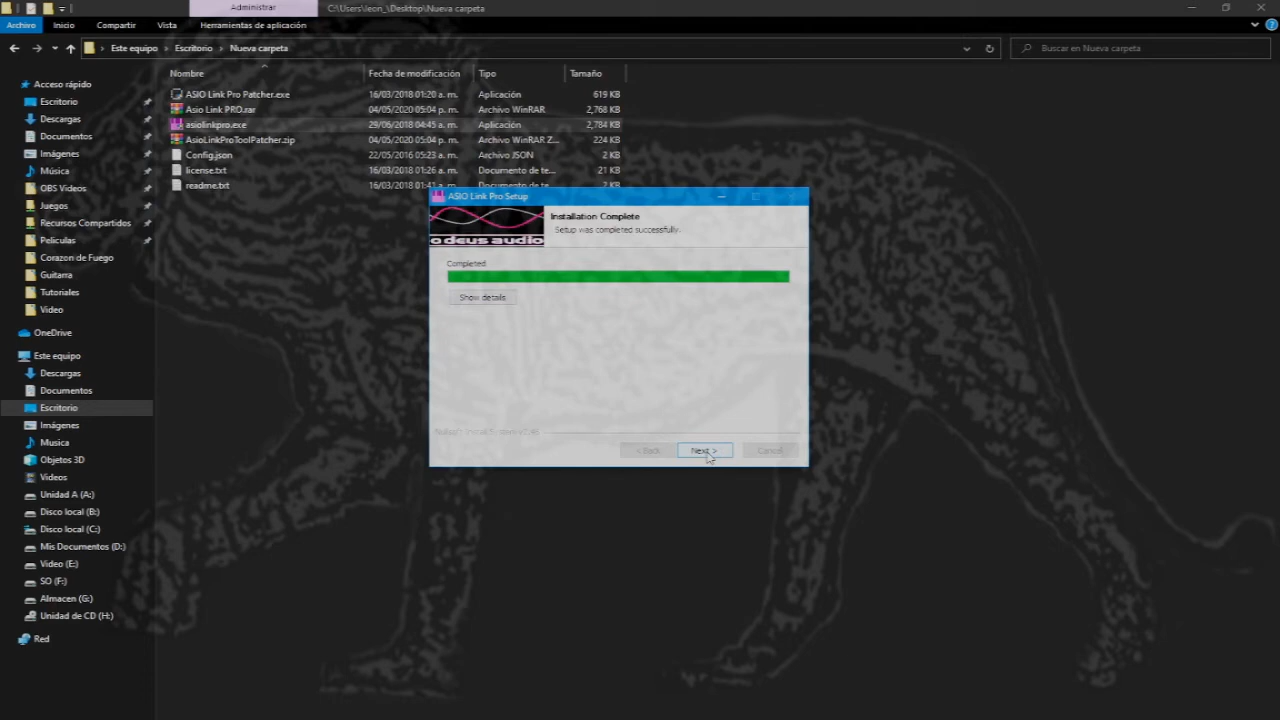 Administrar
C:\Users\leon_\Desktop\Nueva carpeta
Archivo Inicio Compartir Vista Herramientas de aplicación
Este equipo Escritorio Nueva carpeta
Buscar en Nueva carpeta
Nombre Fecha de modificación Tipo Tamaño
ASIO Link Pro Patcher.exe 16/03/2018 01:20 a. m. Aplicación 619 KB
Asio Link PRO.rar 04/05/2020 05:04 p. m. Archivo WinRAR 2,768 KB
asiolinkpro.exe 29/06/2018 04:45 a. m. Aplicación 2,784 KB
AsioLinkProToolPatcher.zip 04/05/2020 05:04 p. m. Archivo WinRAR Z... 224 KB
Config.json 22/05/2016 05:23 a. m. Archivo JSON 2 KB
license.txt 16/03/2018 01:26 a. m. Documento de te... 21 KB
readme.txt 16/03/2018 01:41 a. m. Documento de te... 2 KB
Acceso rápido
Escritorio
Descargas
Documentos
Imágenes
Música
OBS Videos
Juegos
Recursos Compartidos
Peliculas
Corazon de Fuego
Guitarra
Tutoriales
Video
OneDrive
Este equipo
Descargas
Documentos
Escritorio
Imágenes
Musica
Objetos 3D
Videos
Unidad A (A:)
Disco local (B:)
Disco local (C:)
Mis Documentos (D:)
Video (E:)
SO (F:)
Almacen (G:)
Unidad de CD (H:)
Red
ASIO Link Pro Setup
o deus audio
Installation Complete
Setup was completed successfully.
Completed
Show details
< Back Next > Cancel